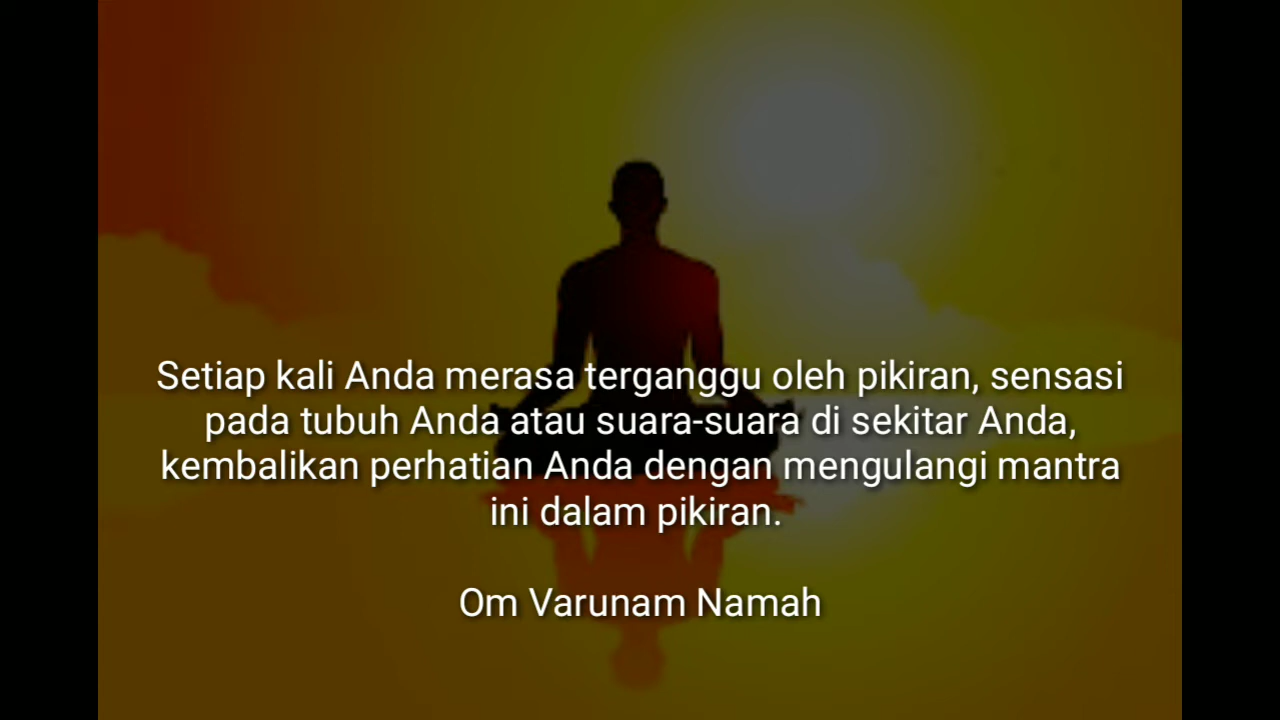 Setiap kali Anda merasa terganggu oleh pikiran, sensasi
pada tubuh Anda atau suara-suara di sekitar Anda,
kembalikan perhatian Anda dengan mengulangi mantra
ini dalam pikiran.
Om Varunam Namah